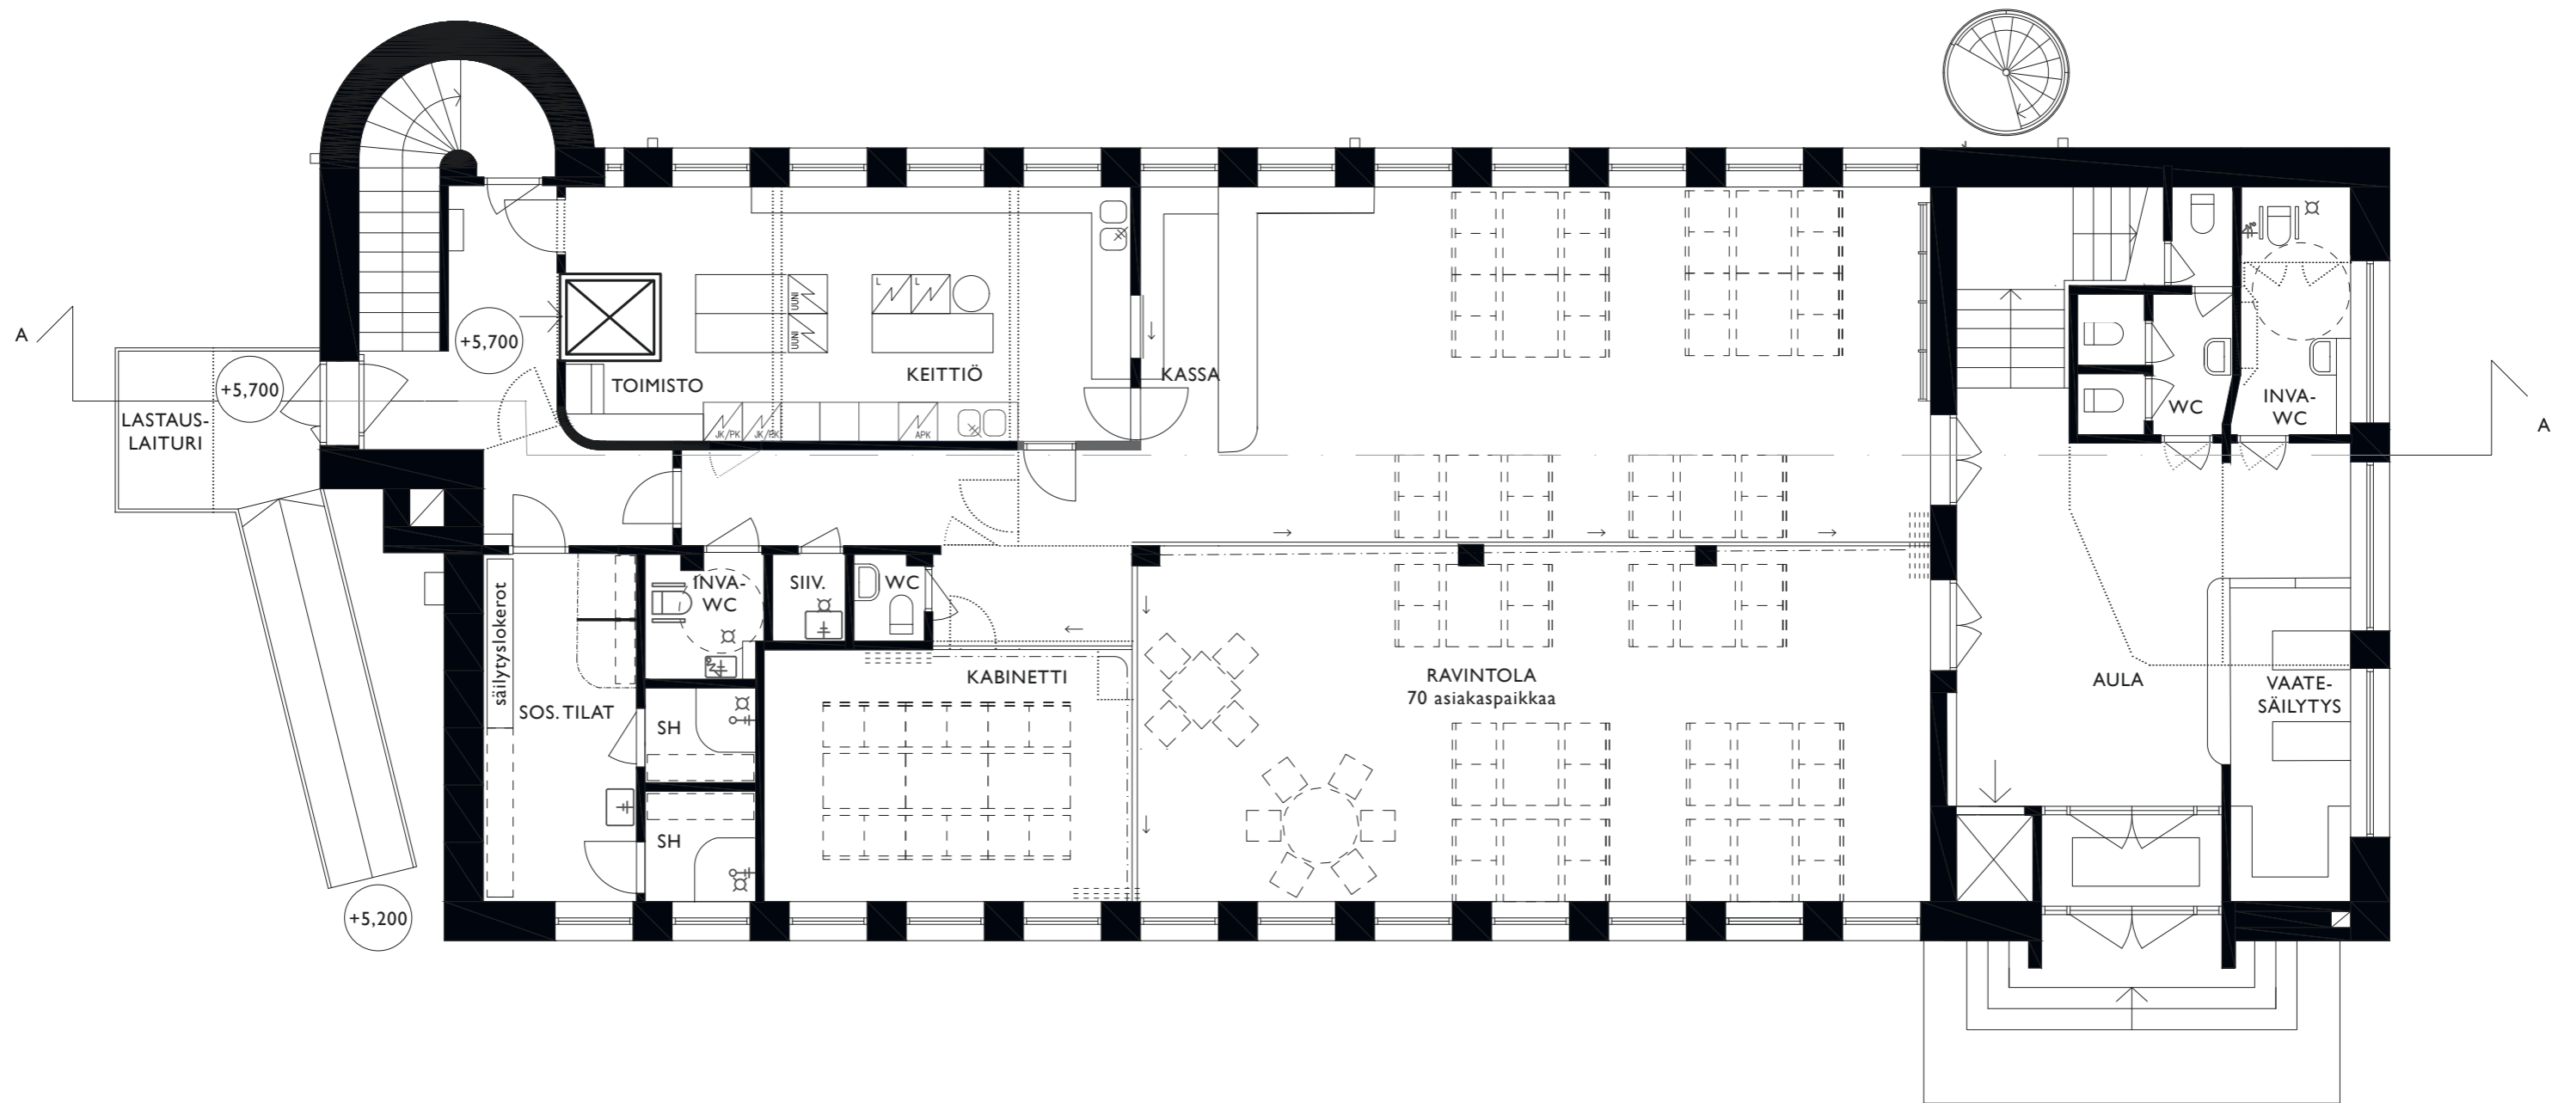 A
+5,700
LASTAUS-
LAITURI
+5,700
TOIMISTO
UUNI
UUNI
L
L
KEITTIÖ
JK/PK
JK/PK
APK
KASSA
WC
INVA-
WC
A
säilytyslokerot
SOS. TILAT
INVA-
WC
SIIV.
WC
SH
SH
KABINETTI
RAVINTOLA
70 asiakaspaikkaa
AULA
VAATE-
SÄILYTYS
+5,200